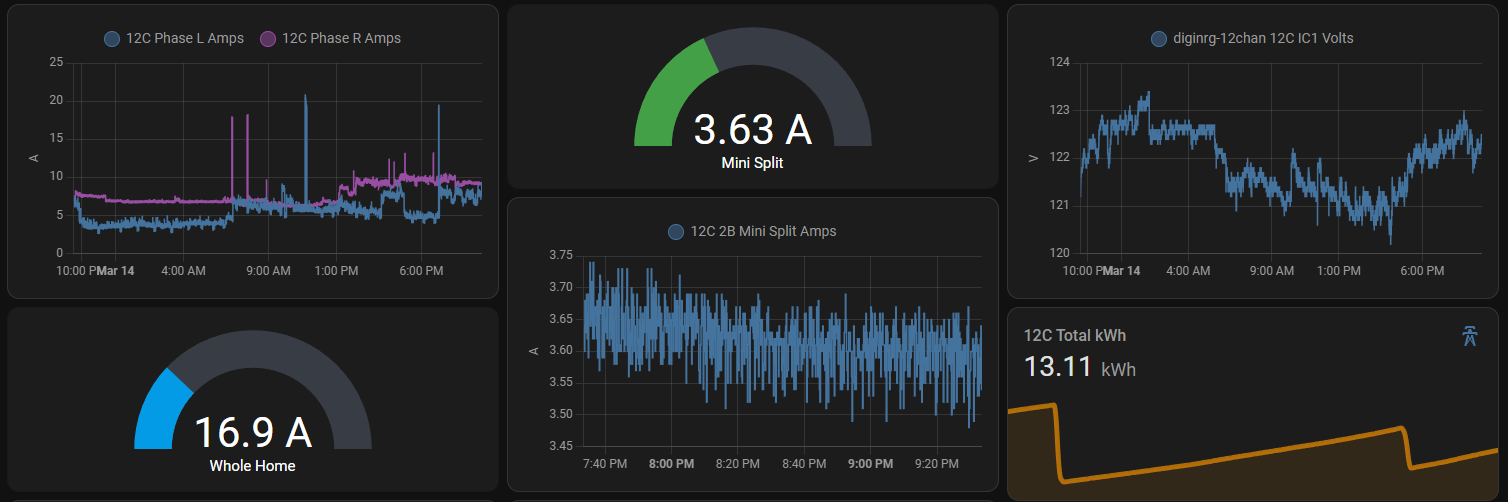 12C Phase L Amps 12C Phase R Amps
25
20
15
10
5
0
A
10:00 PM Mar 14 4:00 AM 9:00 AM 1:00 PM 6:00 PM
16.9 A
Whole Home
3.63 A
Mini Split
12C 2B Mini Split Amps
3.75
3.70
3.65
3.60
3.55
3.50
3.45
A
7:40 PM 8:00 PM 8:20 PM 8:40 PM 9:00 PM 9:20 PM
diginrg-12chan 12C IC1 Volts
124
123
122
121
120
V
10:00 PM Mar 14 4:00 AM 9:00 AM 1:00 PM 6:00 PM
12C Total kWh
13.11 kWh